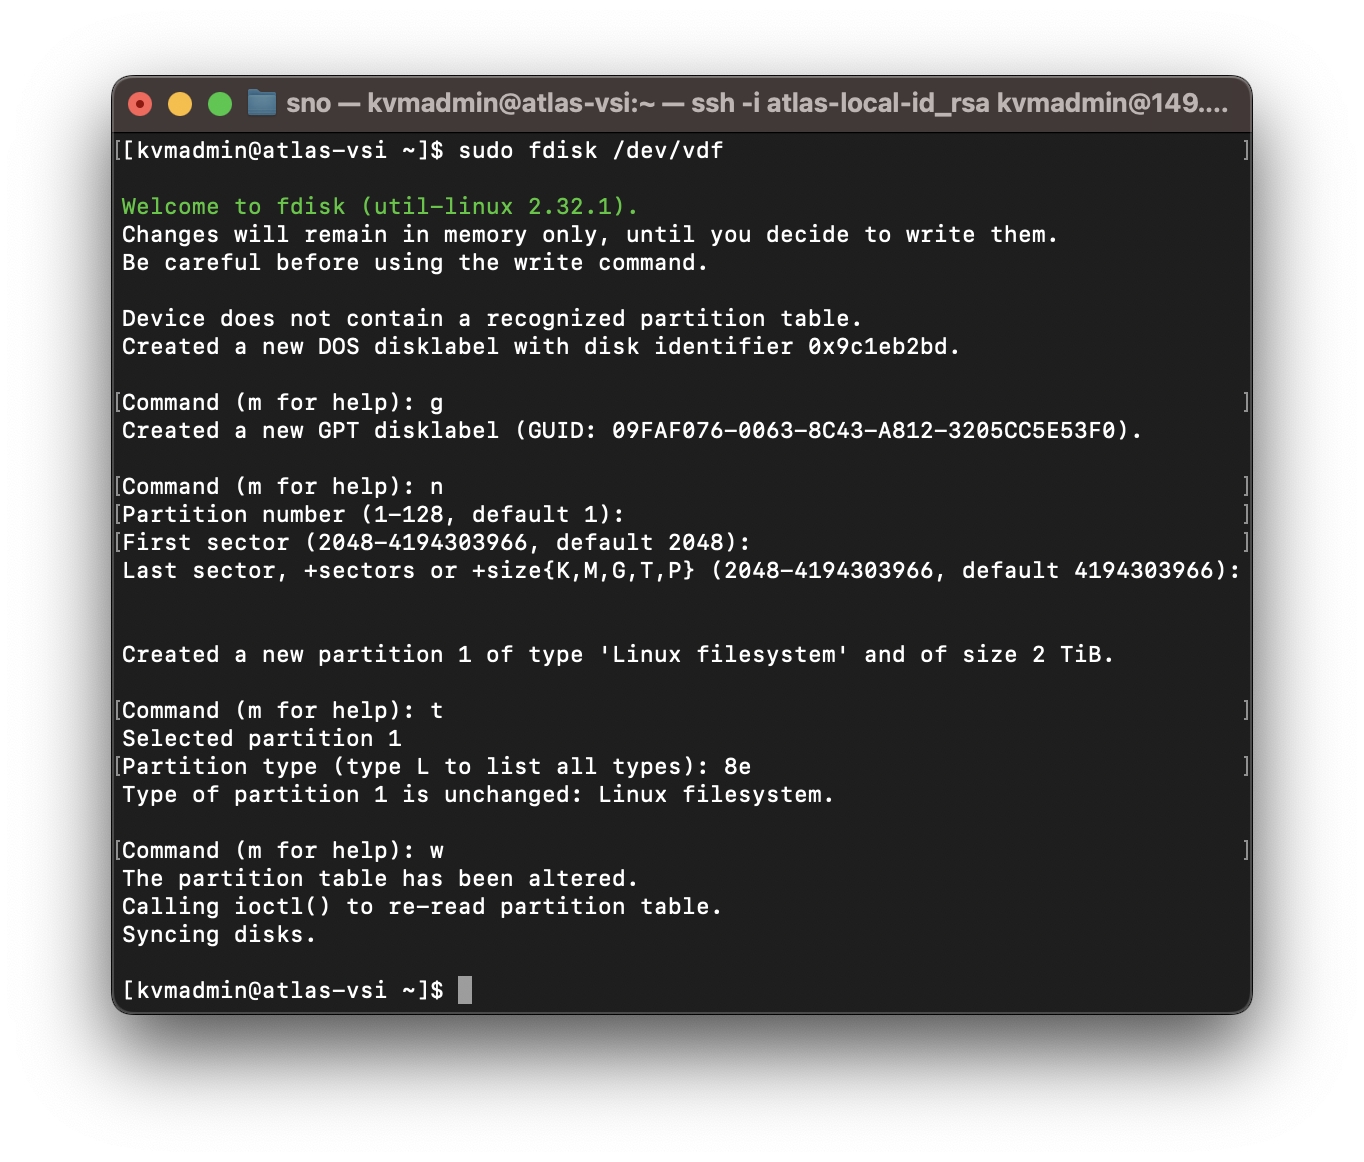 sno — kvmadmin@atlas-vsi:~ — ssh -i atlas-local-id_rsa kvmadmin@149....
[[kvmadmin@atlas-vsi ~]$ sudo fdisk /dev/vdf ]
Welcome to fdisk (util-linux 2.32.1).
Changes will remain in memory only, until you decide to write them.
Be careful before using the write command.
Device does not contain a recognized partition table.
Created a new DOS disklabel with disk identifier 0x9c1eb2bd.
[Command (m for help): g ]
Created a new GPT disklabel (GUID: 09FAF076-0063-8C43-A812-3205CC5E53F0).
[Command (m for help): n ]
[Partition number (1-128, default 1): ]
[First sector (2048-4194303966, default 2048): ]
Last sector, +sectors or +size{K,M,G,T,P} (2048-4194303966, default 4194303966):
Created a new partition 1 of type 'Linux filesystem' and of size 2 TiB.
[Command (m for help): t ]
Selected partition 1
[Partition type (type L to list all types): 8e ]
Type of partition 1 is unchanged: Linux filesystem.
[Command (m for help): w ]
The partition table has been altered.
Calling ioctl() to re-read partition table.
Syncing disks.
[kvmadmin@atlas-vsi ~]$